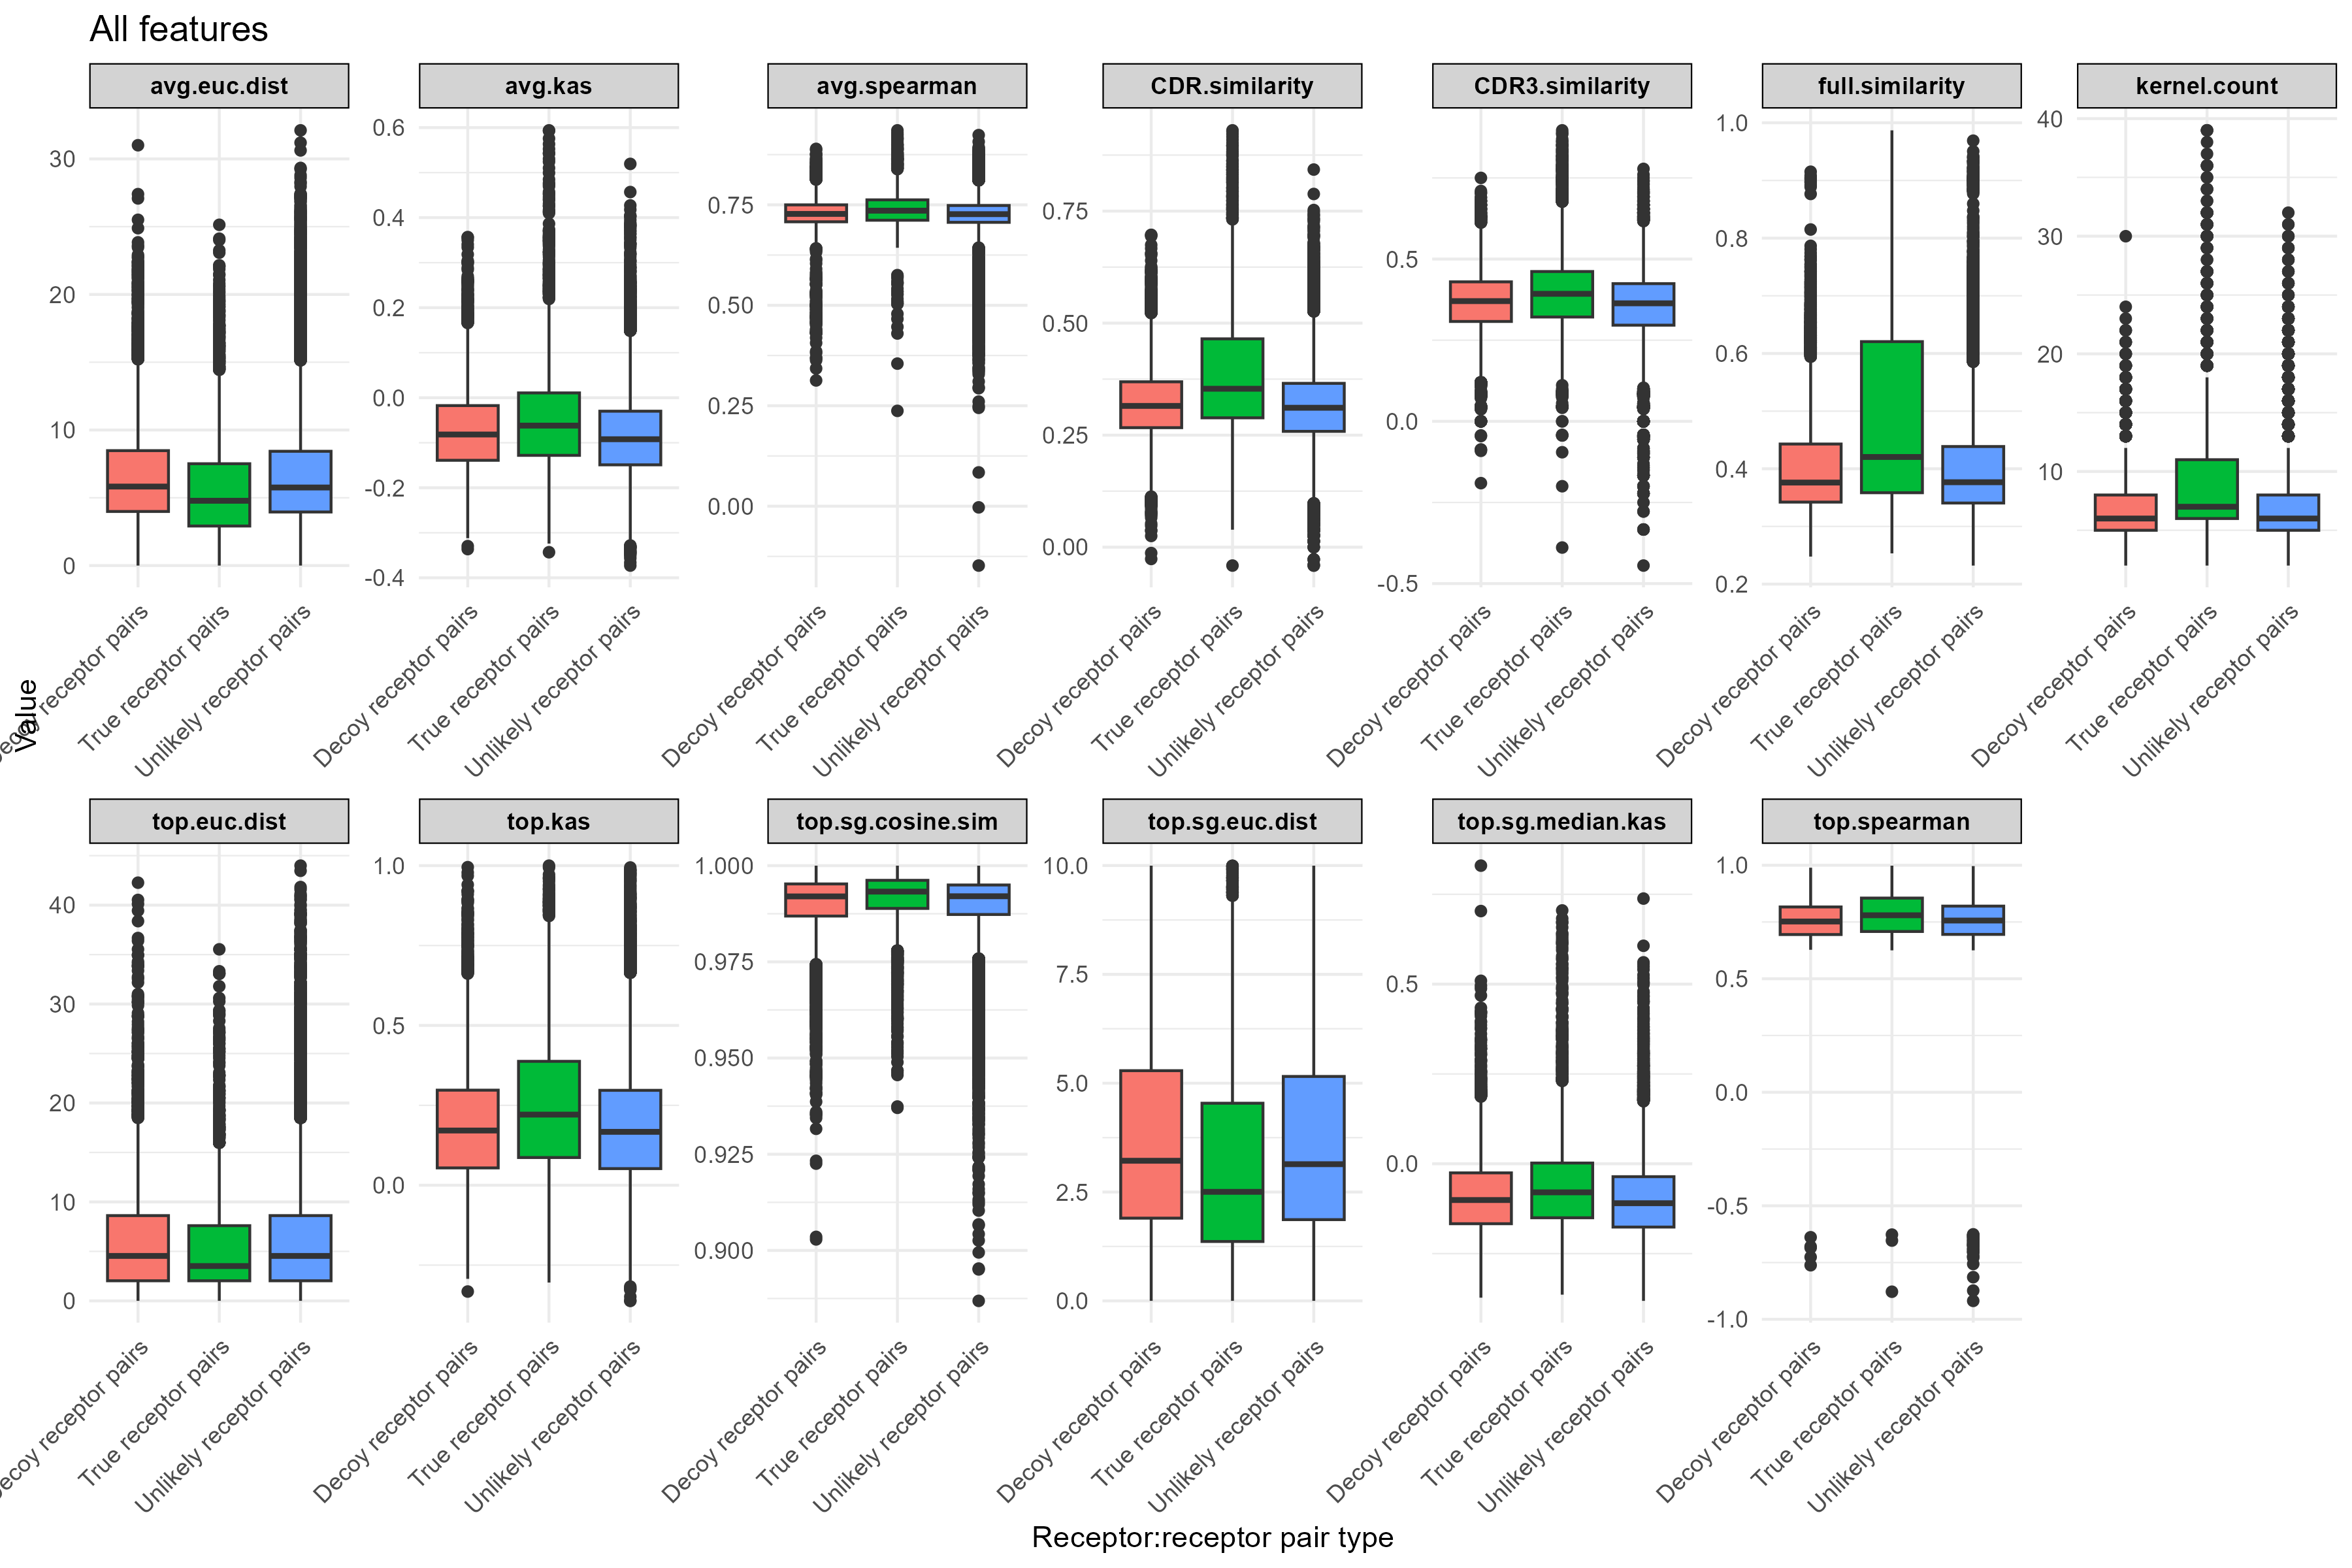 All features
avg.euc.dist
avg.kas
avg.spearman
CDR.similarity
CDR3.similarity
full.similarity
kernel.count
30
20
10
0
0.6
0.4
0.2
0.0
-0.2
-0.4
0.75
0.50
0.25
0.00
0.75
0.50
0.25
0.00
0.5
0.0
-0.5
1.0
0.8
0.6
0.4
0.2
40
30
20
10
receptor pairs
True receptor pairs
Unlikely receptor pairs
Decoy receptor pairs
True receptor pairs
Unlikely receptor pairs
Decoy receptor pairs
True receptor pairs
Unlikely receptor pairs
Decoy receptor pairs
True receptor pairs
Unlikely receptor pairs
Decoy receptor pairs
True receptor pairs
Unlikely receptor pairs
Decoy receptor pairs
True receptor pairs
Unlikely receptor pairs
Decoy receptor pairs
True receptor pairs
Unlikely receptor pairs
Value
top.euc.dist
top.kas
top.sg.cosine.sim
top.sg.euc.dist
top.sg.median.kas
top.spearman
40
30
20
10
0
1.0
0.5
0.0
1.000
0.975
0.950
0.925
0.900
10.0
7.5
5.0
2.5
0.0
0.5
0.0
1.0
0.5
0.0
-0.5
-1.0
Decoy receptor pairs
True receptor pairs
Unlikely receptor pairs
Decoy receptor pairs
True receptor pairs
Unlikely receptor pairs
Decoy receptor pairs
True receptor pairs
Unlikely receptor pairs
Decoy receptor pairs
True receptor pairs
Unlikely receptor pairs
Decoy receptor pairs
True receptor pairs
Unlikely receptor pairs
Decoy receptor pairs
True receptor pairs
Unlikely receptor pairs
Receptor:receptor pair type